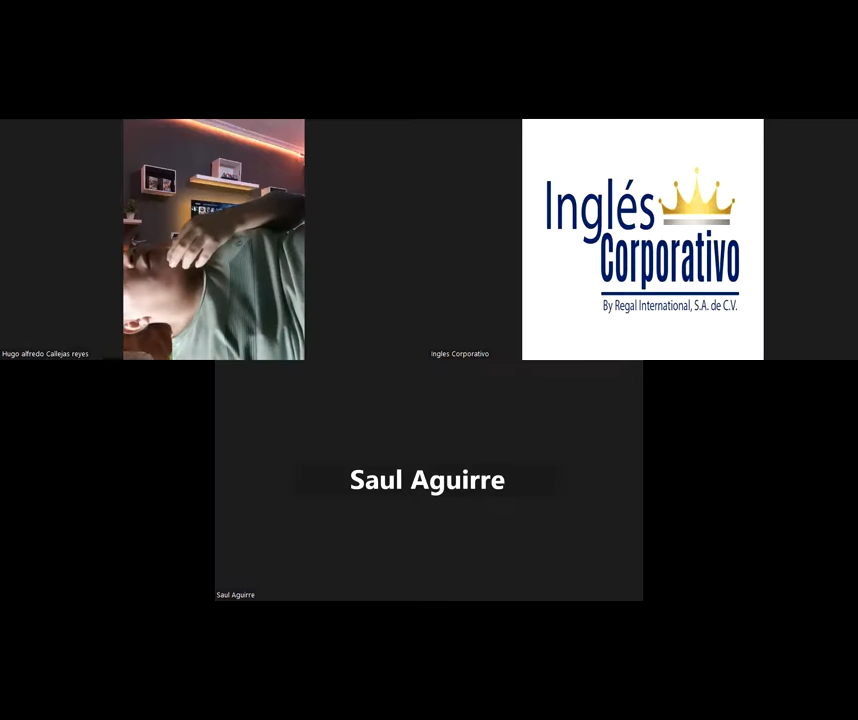 Inglés
Corporativo
By Regal International, S.A. de C.V.
Hugo alfredo Callejas reyes
Ingles Corporativo
Saul Aguirre
Saul Aguirre